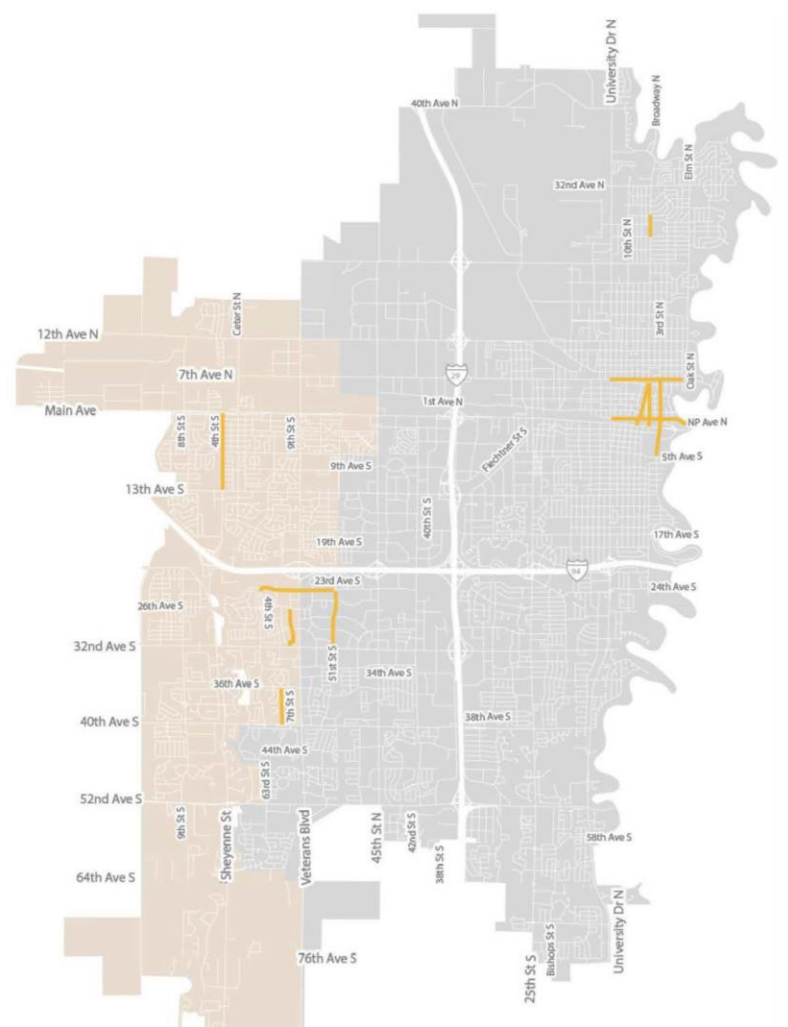 University Dr N
Broadway N
40th Ave N
Elm St N
32nd Ave N
10th St N
Ceter St N
3rd St N
12th Ave N
7th Ave N
Oak St N
29
1st Ave N
Main Ave
8th St S
4th St S
9th St S
NP Ave N
Fiechtner St S
5th Ave S
9th Ave S
13th Ave S
40th St S
17th Ave S
19th Ave S
94
23rd Ave S
24th Ave S
26th Ave S
4th St S
32nd Ave S
51st St S
34th Ave S
36th Ave S
7th St S
40th Ave S
38th Ave S
44th Ave S
63rd St S
52nd Ave S
9th St S
Sheyenne St
Veterans Blvd
45th St N
42nd St S
38th St S
58th Ave S
64th Ave S
University Dr N
76th Ave S
25th St S
Bishops St S